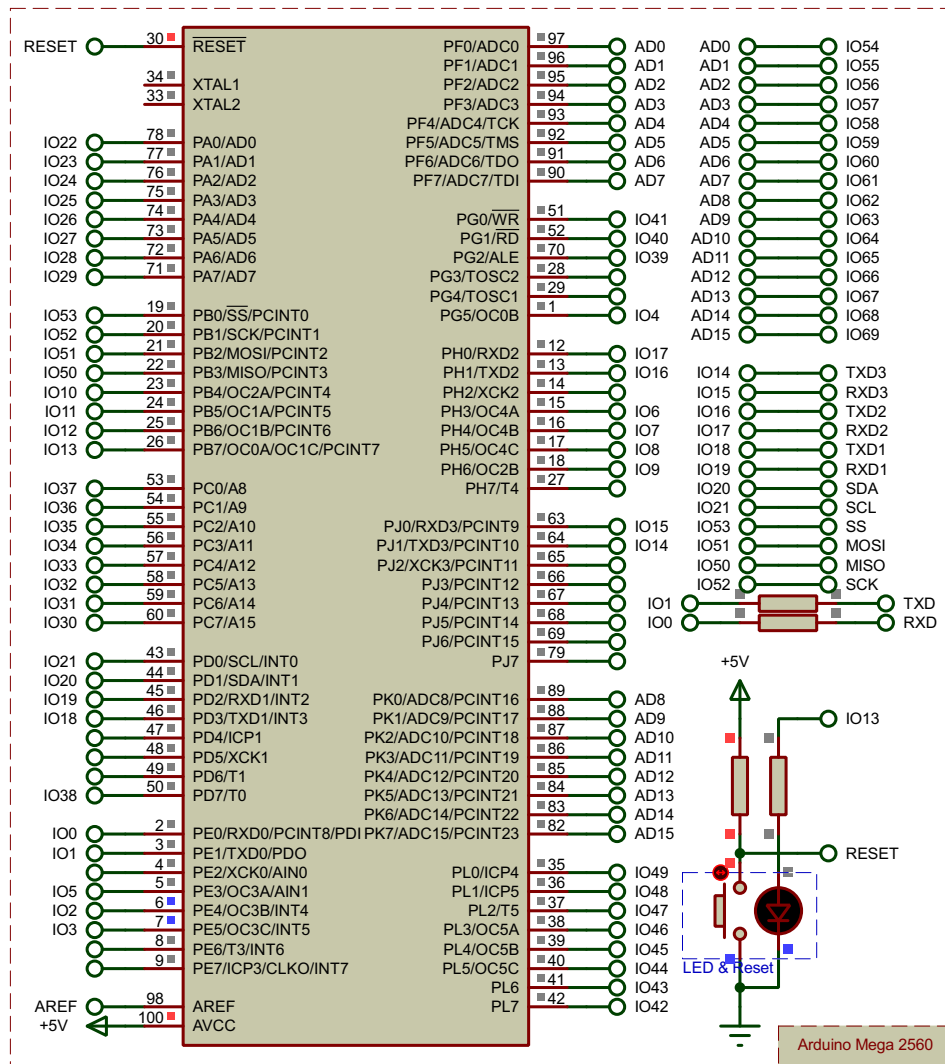 RESET 30 RESET
34 XTAL1
33 XTAL2
IO22 78 PA0/AD0
IO23 77 PA1/AD1
IO24 76 PA2/AD2
IO25 75 PA3/AD3
IO26 74 PA4/AD4
IO27 73 PA5/AD5
IO28 72 PA6/AD6
IO29 71 PA7/AD7
IO53 19 PB0/SS/PCINT0
IO52 20 PB1/SCK/PCINT1
IO51 21 PB2/MOSI/PCINT2
IO50 22 PB3/MISO/PCINT3
IO10 23 PB4/OC2A/PCINT4
IO11 24 PB5/OC1A/PCINT5
IO12 25 PB6/OC1B/PCINT6
IO13 26 PB7/OC0A/OC1C/PCINT7
IO37 53 PC0/A8
IO36 54 PC1/A9
IO35 55 PC2/A10
IO34 56 PC3/A11
IO33 57 PC4/A12
IO32 58 PC5/A13
IO31 59 PC6/A14
IO30 60 PC7/A15
IO21 43 PD0/SCL/INT0
IO20 44 PD1/SDA/INT1
IO19 45 PD2/RXD1/INT2
IO18 46 PD3/TXD1/INT3
47 PD4/ICP1
48 PD5/XCK1
49 PD6/T1
IO38 50 PD7/T0
IO0 2 PE0/RXD0/PCINT8/PDI
IO1 3 PE1/TXD0/PDO
4 PE2/XCK0/AIN0
IO5 5 PE3/OC3A/AIN1
IO2 6 PE4/OC3B/INT4
IO3 7 PE5/OC3C/INT5
8 PE6/T3/INT6
9 PE7/ICP3/CLKO/INT7
AREF 98 AREF
+5V 100 AVCC
PF0/ADC0 97 AD0
PF1/ADC1 96 AD1
PF2/ADC2 95 AD2
PF3/ADC3 94 AD3
PF4/ADC4/TCK 93 AD4
PF5/ADC5/TMS 92 AD5
PF6/ADC6/TDO 91 AD6
PF7/ADC7/TDI 90 AD7
PG0/WR 51 IO41
PG1/RD 52 IO40
PG2/ALE 70 IO39
PG3/TOSC2 28
PG4/TOSC1 29
PG5/OC0B 1 IO4
PH0/RXD2 12 IO17
PH1/TXD2 13 IO16
PH2/XCK2 14
PH3/OC4A 15 IO6
PH4/OC4B 16 IO7
PH5/OC4C 17 IO8
PH6/OC2B 18 IO9
PH7/T4 27
PJ0/RXD3/PCINT9 63 IO15
PJ1/TXD3/PCINT10 64 IO14
PJ2/XCK3/PCINT11 65
PJ3/PCINT12 66
PJ4/PCINT13 67
PJ5/PCINT14 68
PJ6/PCINT15 69
PJ7 79
PK0/ADC8/PCINT16 89 AD8
PK1/ADC9/PCINT17 88 AD9
PK2/ADC10/PCINT18 87 AD10
PK3/ADC11/PCINT19 86 AD11
PK4/ADC12/PCINT20 85 AD12
PK5/ADC13/PCINT21 84 AD13
PK6/ADC14/PCINT22 83 AD14
PK7/ADC15/PCINT23 82 AD15
PL0/ICP4 35 IO49
PL1/ICP5 36 IO48
PL2/T5 37 IO47
PL3/OC5A 38 IO46
PL4/OC5B 39 IO45
PL5/OC5C 40 IO44
PL6 41 IO43
PL7 42 IO42
AD0 IO54
AD1 IO55
AD2 IO56
AD3 IO57
AD4 IO58
AD5 IO59
AD6 IO60
AD7 IO61
AD8 IO62
AD9 IO63
AD10 IO64
AD11 IO65
AD12 IO66
AD13 IO67
AD14 IO68
AD15 IO69
IO14 TXD3
IO15 RXD3
IO16 TXD2
IO17 RXD2
IO18 TXD1
IO19 RXD1
IO20 SDA
IO21 SCL
IO53 SS
IO51 MOSI
IO50 MISO
IO52 SCK
IO1 TXD
IO0 RXD
+5V
IO13
RESET
LED & Reset
Arduino Mega 2560